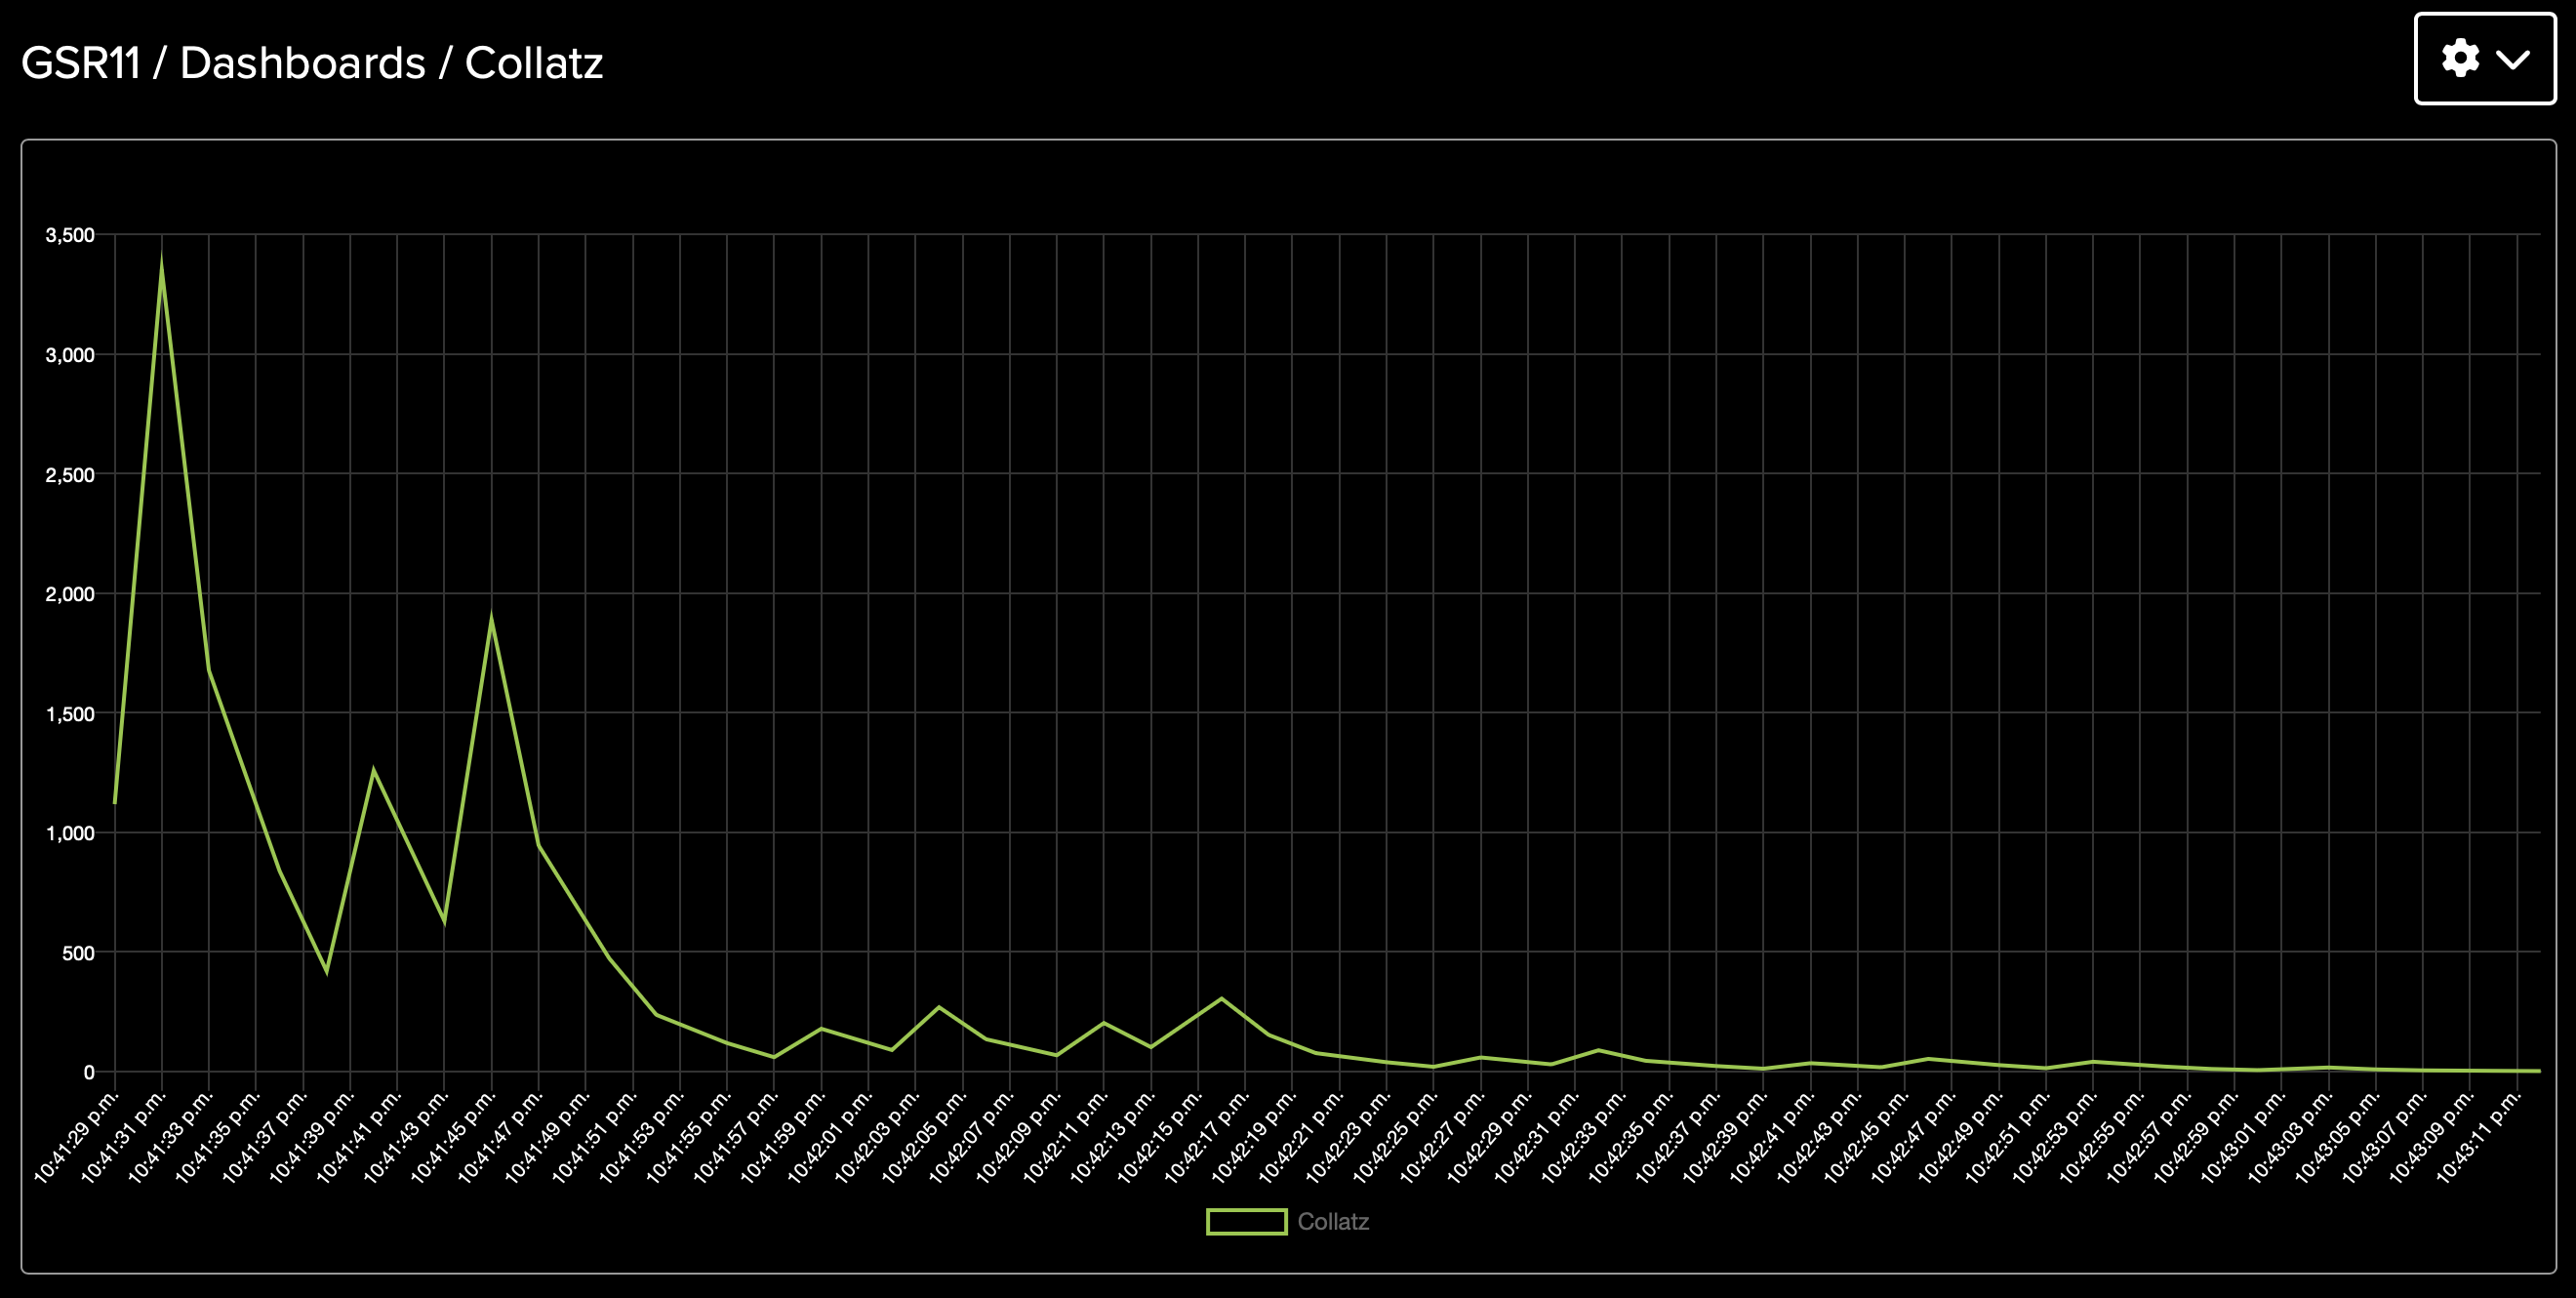 GSR11 / Dashboards / Collatz
3,500
3,000
2,500
2,000
1,500
1,000
500
0
10:41:29 p.m.
10:41:31 p.m.
10:41:33 p.m.
10:41:35 p.m.
10:41:37 p.m.
10:41:39 p.m.
10:41:41 p.m.
10:41:43 p.m.
10:41:45 p.m.
10:41:47 p.m.
10:41:49 p.m.
10:41:51 p.m.
10:41:53 p.m.
10:41:55 p.m.
10:41:57 p.m.
10:41:59 p.m.
10:42:01 p.m.
10:42:03 p.m.
10:42:05 p.m.
10:42:07 p.m.
10:42:09 p.m.
10:42:11 p.m.
10:42:13 p.m.
10:42:15 p.m.
10:42:17 p.m.
10:42:19 p.m.
10:42:21 p.m.
10:42:23 p.m.
10:42:25 p.m.
10:42:27 p.m.
10:42:29 p.m.
10:42:31 p.m.
10:42:33 p.m.
10:42:35 p.m.
10:42:37 p.m.
10:42:39 p.m.
10:42:41 p.m.
10:42:43 p.m.
10:42:45 p.m.
10:42:47 p.m.
10:42:49 p.m.
10:42:51 p.m.
10:42:53 p.m.
10:42:55 p.m.
10:42:57 p.m.
10:42:59 p.m.
10:43:01 p.m.
10:43:03 p.m.
10:43:05 p.m.
10:43:07 p.m.
10:43:09 p.m.
10:43:11 p.m.
Collatz